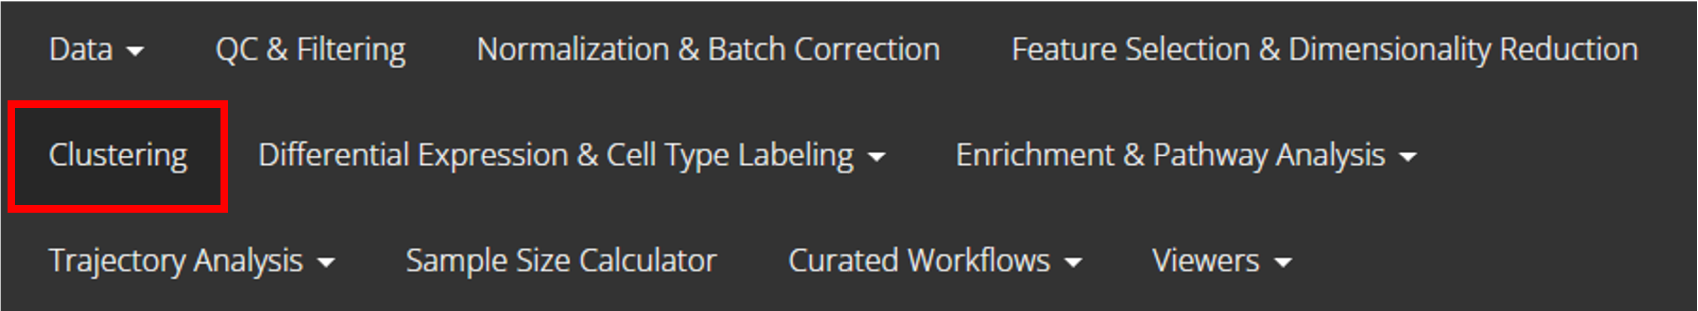 Data QC & Filtering Normalization & Batch Correction Feature Selection & Dimensionality Reduction
Clustering Differential Expression & Cell Type Labeling Enrichment & Pathway Analysis
Trajectory Analysis Sample Size Calculator Curated Workflows Viewers